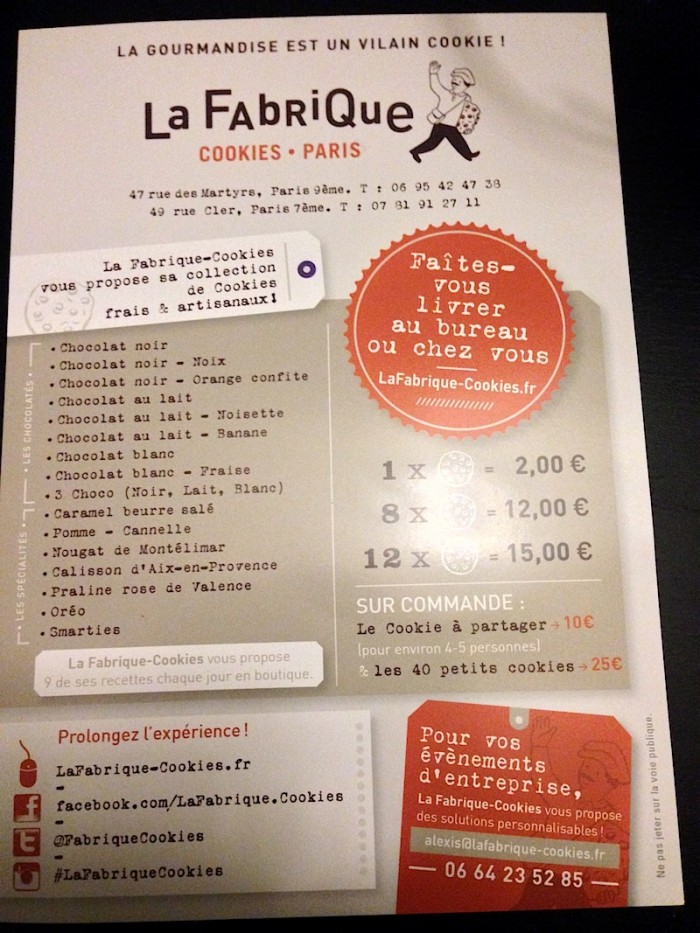 LA GOURMANDISE EST UN VILAIN COOKIE !
La FAbRiQue
COOKIES • PARIS
47 rue des Martyrs, Paris 9ème. T : 06 95 42 47 38
49 rue Cler, Paris 7ème. T : 07 81 91 27 11
La Fabrique-Cookies
vous propose sa collection
de Cookies
frais & artisanaux!
Faîtes-
vous
livrer
au bureau
ou chez vous
LaFabrique-Cookies.fr
• LES CHOCOLATÉS •
• Chocolat noir
• Chocolat noir - Noix
• Chocolat noir - Orange confite
• Chocolat au lait
• Chocolat au lait - Noisette
• Chocolat au lait - Banane
• Chocolat blanc
• Chocolat blanc - Fraise
• 3 Choco (Noir, Lait, Blanc)
• LES SPÉCIALITÉS •
• Caramel beurre salé
• Pomme - Cannelle
• Nougat de Montélimar
• Calisson d'Aix-en-Provence
• Praline rose de Valence
• Oréo
• Smarties
La Fabrique-Cookies vous propose
9 de ses recettes chaque jour en boutique.
1 x = 2,00 €
8 x = 12,00 €
12 x = 15,00 €
SUR COMMANDE :
Le Cookie à partager → 10€
(pour environ 4-5 personnes)
& les 40 petits cookies → 25€
Prolongez l'expérience !
LaFabrique-Cookies.fr
facebook.com/LaFabrique.Cookies
@FabriqueCookies
#LaFabriqueCookies
Pour vos
évènements
d'entreprise,
La Fabrique-Cookies vous propose
des solutions personnalisables !
alexis@lafabrique-cookies.fr
06 64 23 52 85
Ne pas jeter sur la voie publique.